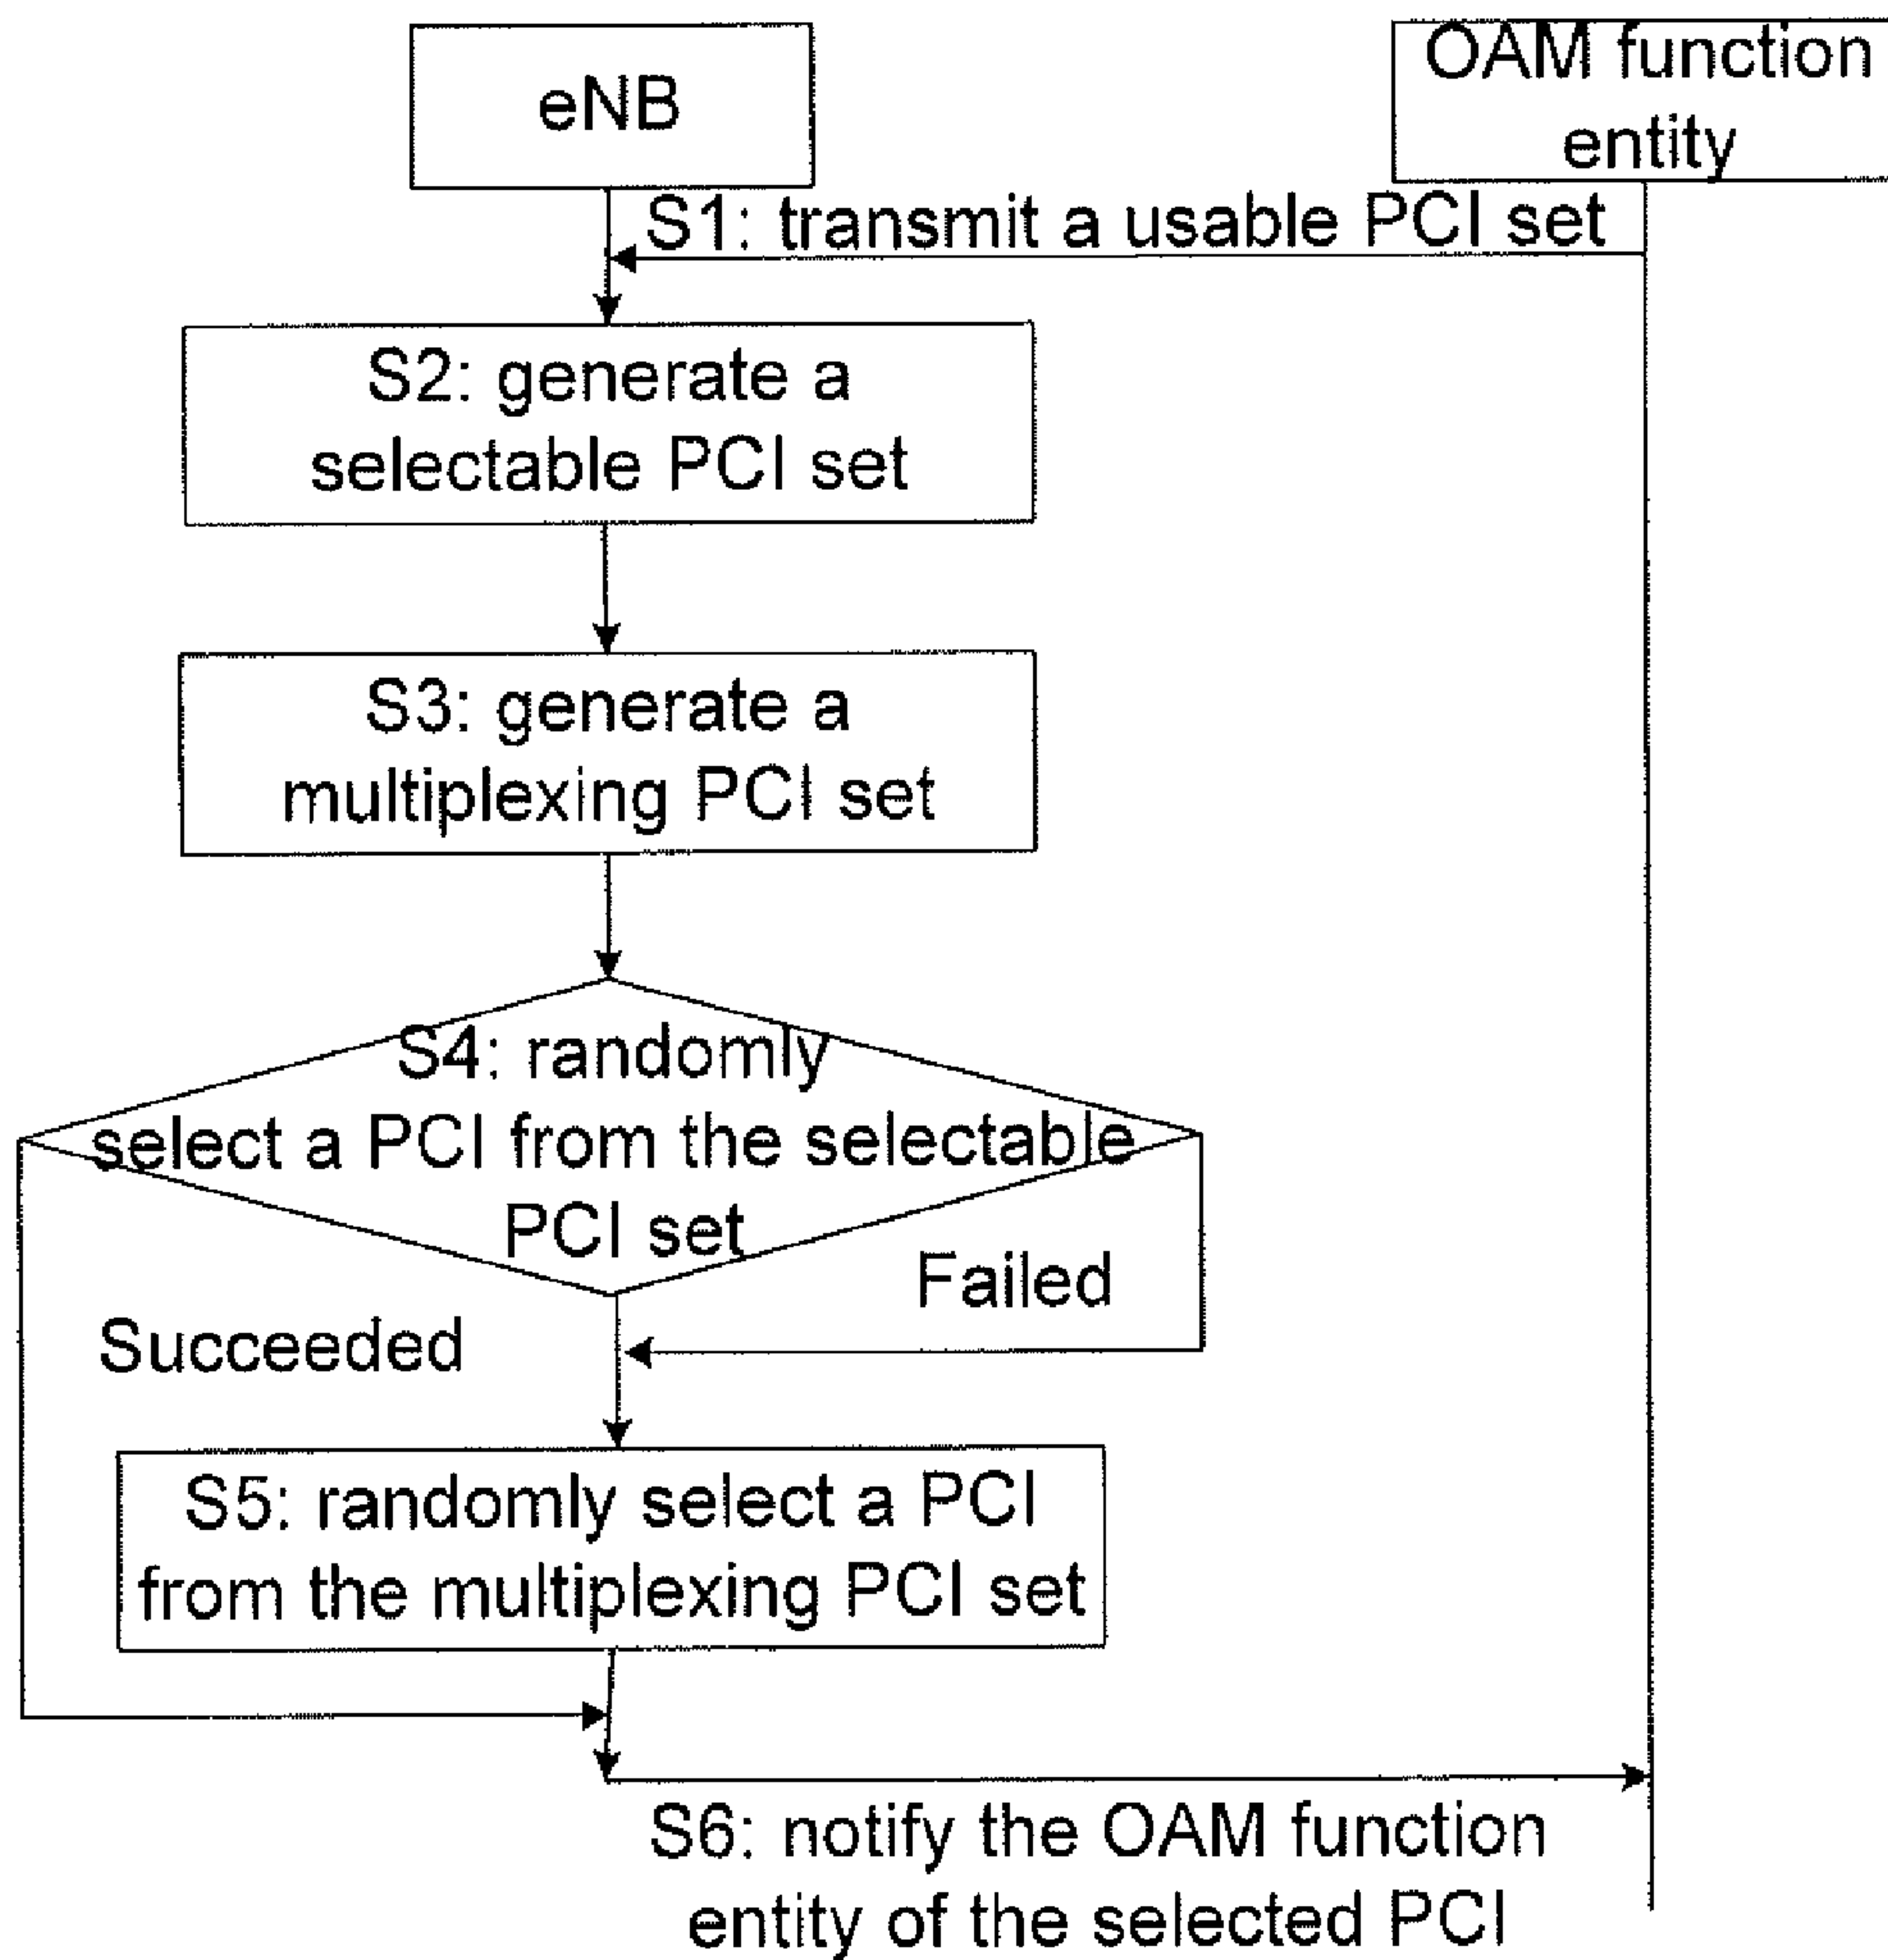 eNB
OAM function
entity
S1: transmit a usable PCI set
S2: generate a
selectable PCI set
S3: generate a
multiplexing PCI set
S4: randomly
select a PCI from the selectable
PCI set
Failed
Succeeded
S5: randomly select a PCI
from the multiplexing PCI set
S6: notify the OAM function
entity of the selected PCI